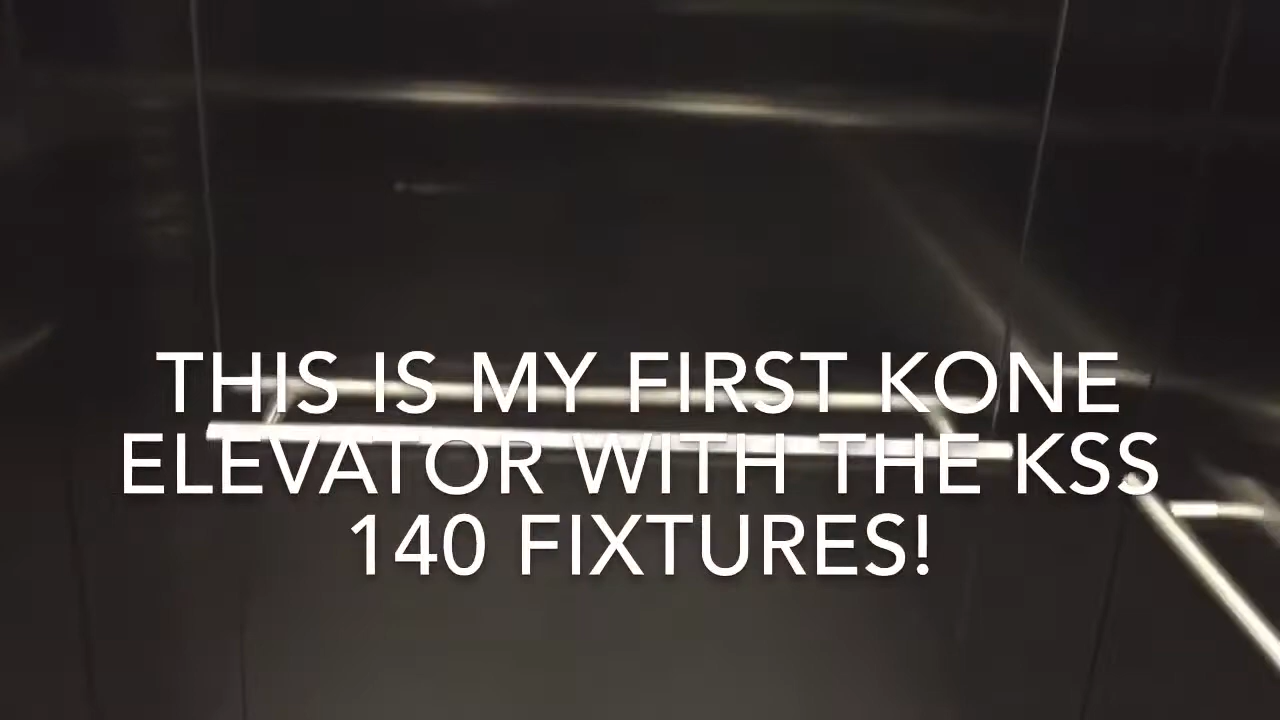 THIS IS MY FIRST KONE
ELEVATOR WITH THE KSS
140 FIXTURES!